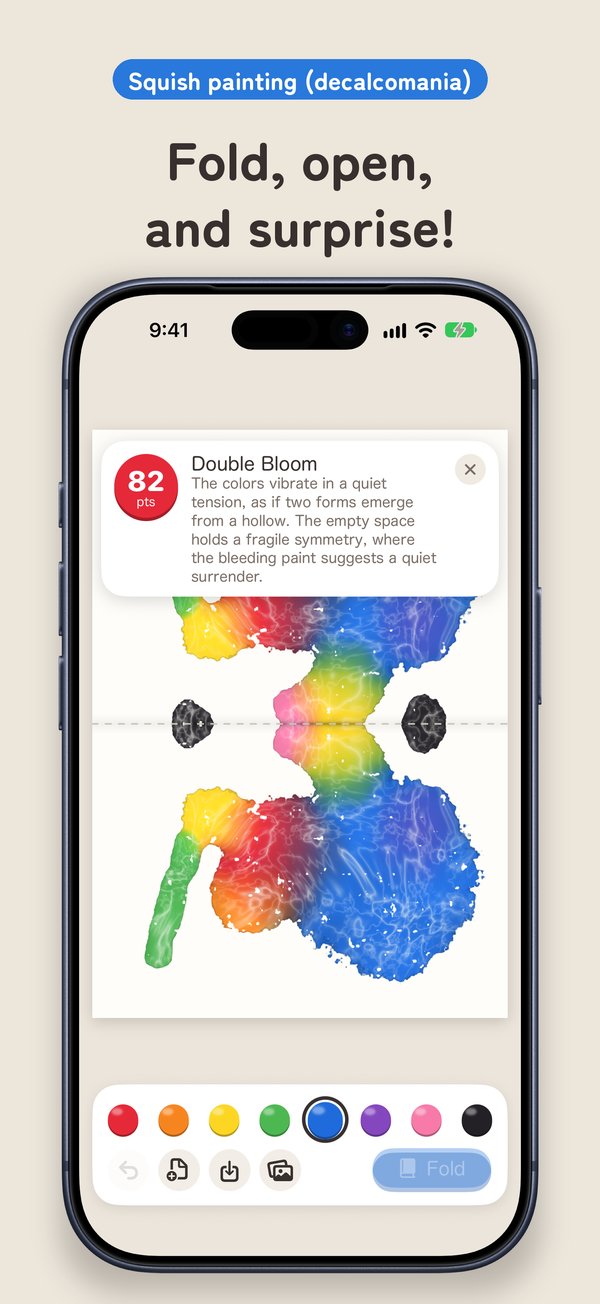 Squish painting (decalcomania)
Fold, open,
and surprise!
9:41
82
pts
Double Bloom
The colors vibrate in a quiet
tension, as if two forms emerge
from a hollow. The empty space
holds a fragile symmetry, where
the bleeding paint suggests a quiet
surrender.
Fold